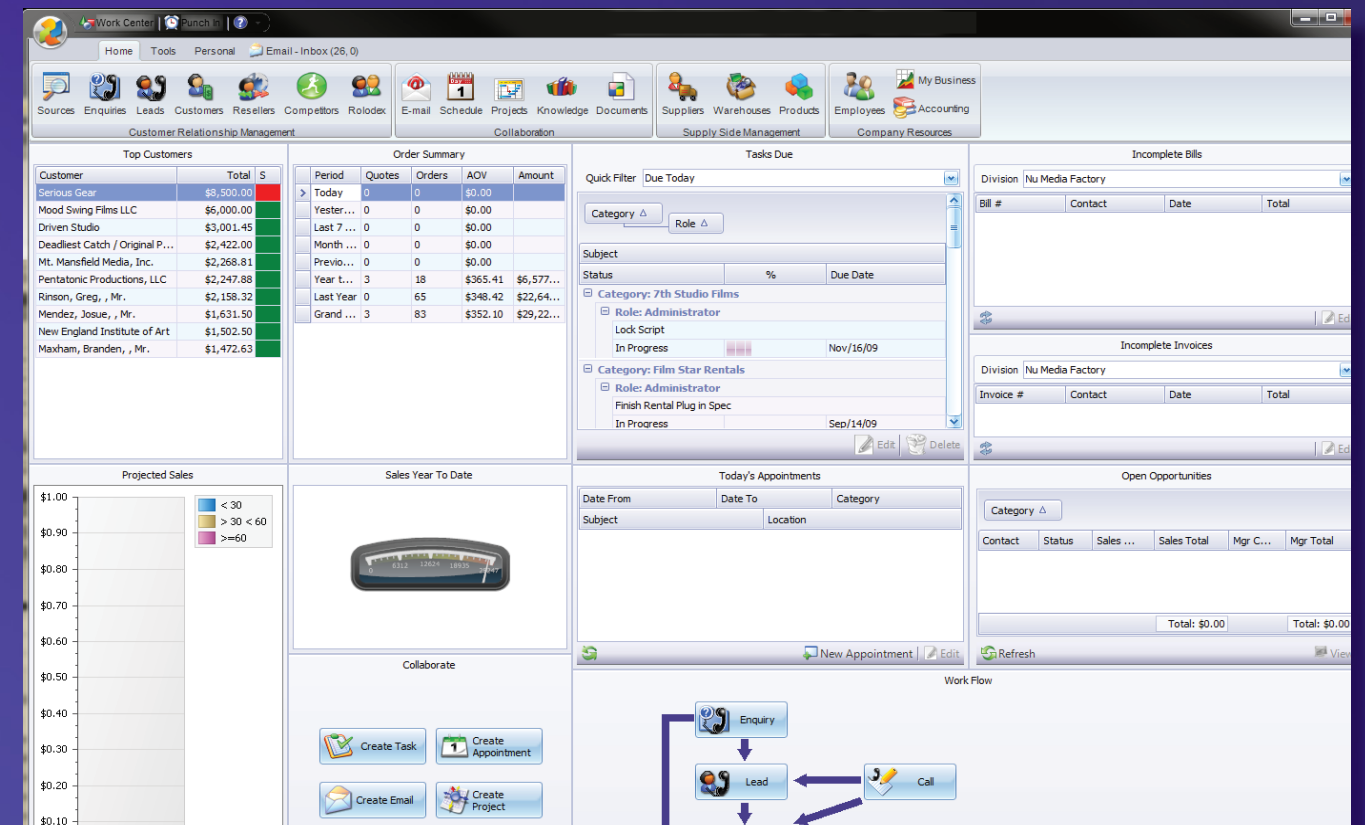 Work Center Punch In
Home Tools Personal Email - Inbox (26, 0)
Sources Enquiries Leads Customers Resellers Competitors Rolodex E-mail Schedule Projects Knowledge Documents Suppliers Warehouses Products Employees My Business Accounting
Customer Relationship Management Collaboration Supply Side Management Company Resources
Top Customers
Customer Total S
Serious Gear $8,500.00
Mood Swing Films LLC $6,000.00
Driven Studio $3,001.45
Deadliest Catch / Original P... $2,422.00
Mt. Mansfield Media, Inc. $2,268.81
Pentatonic Productions, LLC $2,247.88
Rinson, Greg, , Mr. $2,158.32
Mendez, Josue, , Mr. $1,631.50
New England Institute of Art $1,502.50
Maxham, Branden, , Mr. $1,472.63
Order Summary
Period Quotes Orders AOV Amount
Today 0 0 $0.00
Yester... 0 0 $0.00
Last 7 ... 0 0 $0.00
Month ... 0 0 $0.00
Previo... 0 0 $0.00
Year t... 3 18 $365.41 $6,577...
Last Year 0 65 $348.42 $22,64...
Grand ... 3 83 $352.10 $29,22...
Tasks Due
Quick Filter Due Today
Category
Role
Subject
Status % Due Date
Category: 7th Studio Films
Role: Administrator
Lock Script
In Progress Nov/16/09
Category: Film Star Rentals
Role: Administrator
Finish Rental Plug in Spec
In Progress Sep/14/09
Edit Delete
Incomplete Bills
Division Nu Media Factory
Bill # Contact Date Total
Ed
Incomplete Invoices
Division Nu Media Factory
Invoice # Contact Date Total
Ed
Projected Sales
$1.00
$0.90
$0.80
$0.70
$0.60
$0.50
$0.40
$0.30
$0.20
$0.10
< 30
> 30 < 60
>=60
Sales Year To Date
0 6312 12624 18935
Collaborate
Create Task Create Appointment
Create Email Create Project
Today's Appointments
Date From Date To Category
Subject Location
New Appointment Edit
Open Opportunities
Category
Contact Status Sales ... Sales Total Mgr C... Mgr Total
Total: $0.00 Total: $0.00
Refresh View
Work Flow
Enquiry
Lead Call